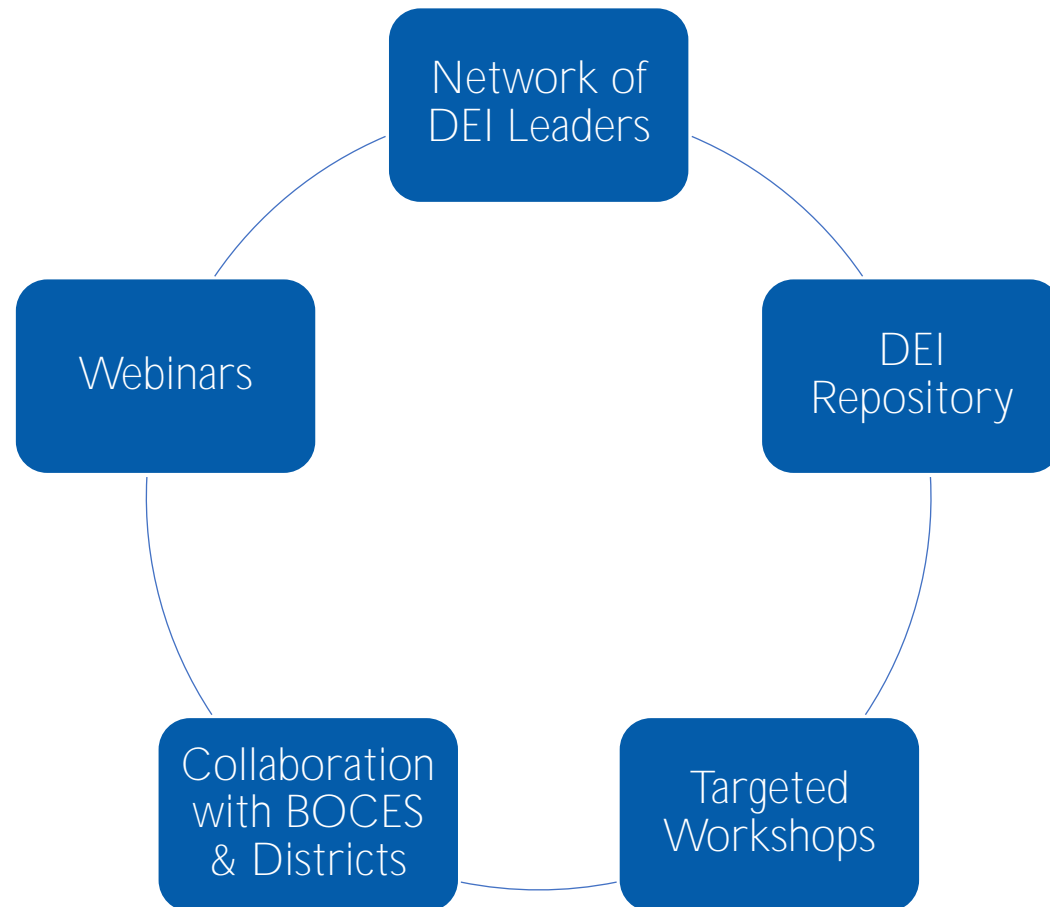 Network of
DEI Leaders
DEI
Repository
Targeted
Workshops
Collaboration
with BOCES
& Districts
Webinars